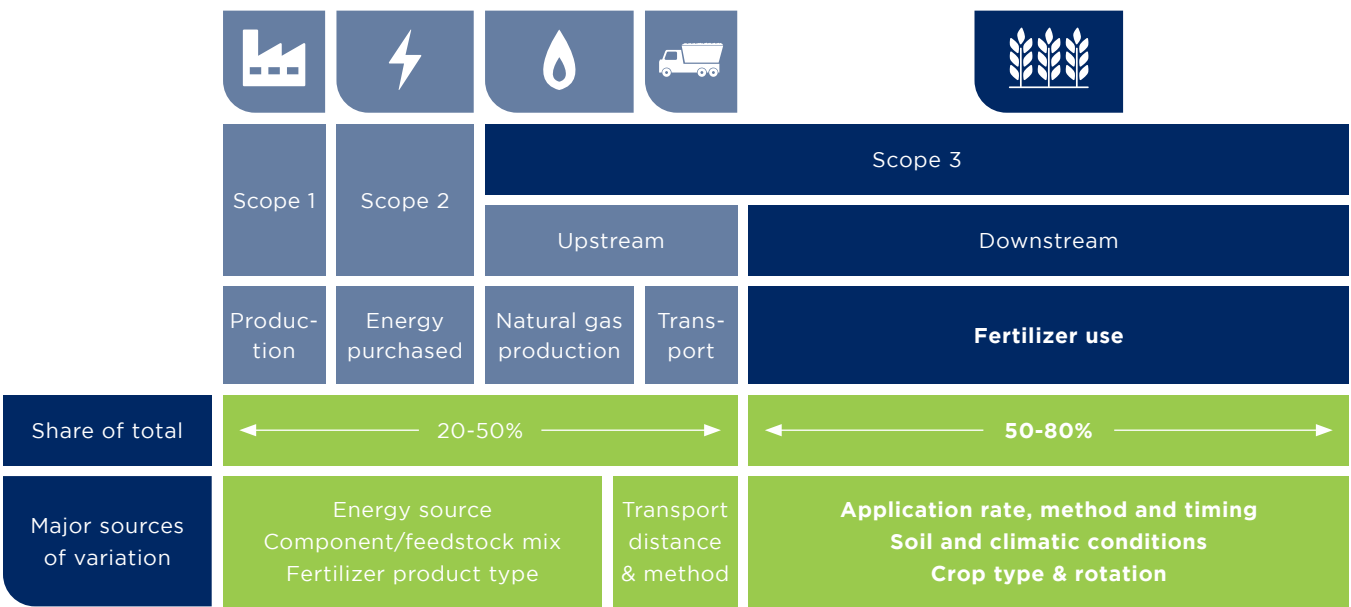 Scope 1
Scope 2
Scope 3
Upstream
Downstream
Produc-
tion
Energy
purchased
Natural gas
production
Trans-
port
Fertilizer use
Share of total
20-50%
50-80%
Major sources
of variation
Energy source
Component/feedstock mix
Fertilizer product type
Transport
distance
& method
Application rate, method and timing
Soil and climatic conditions
Crop type & rotation